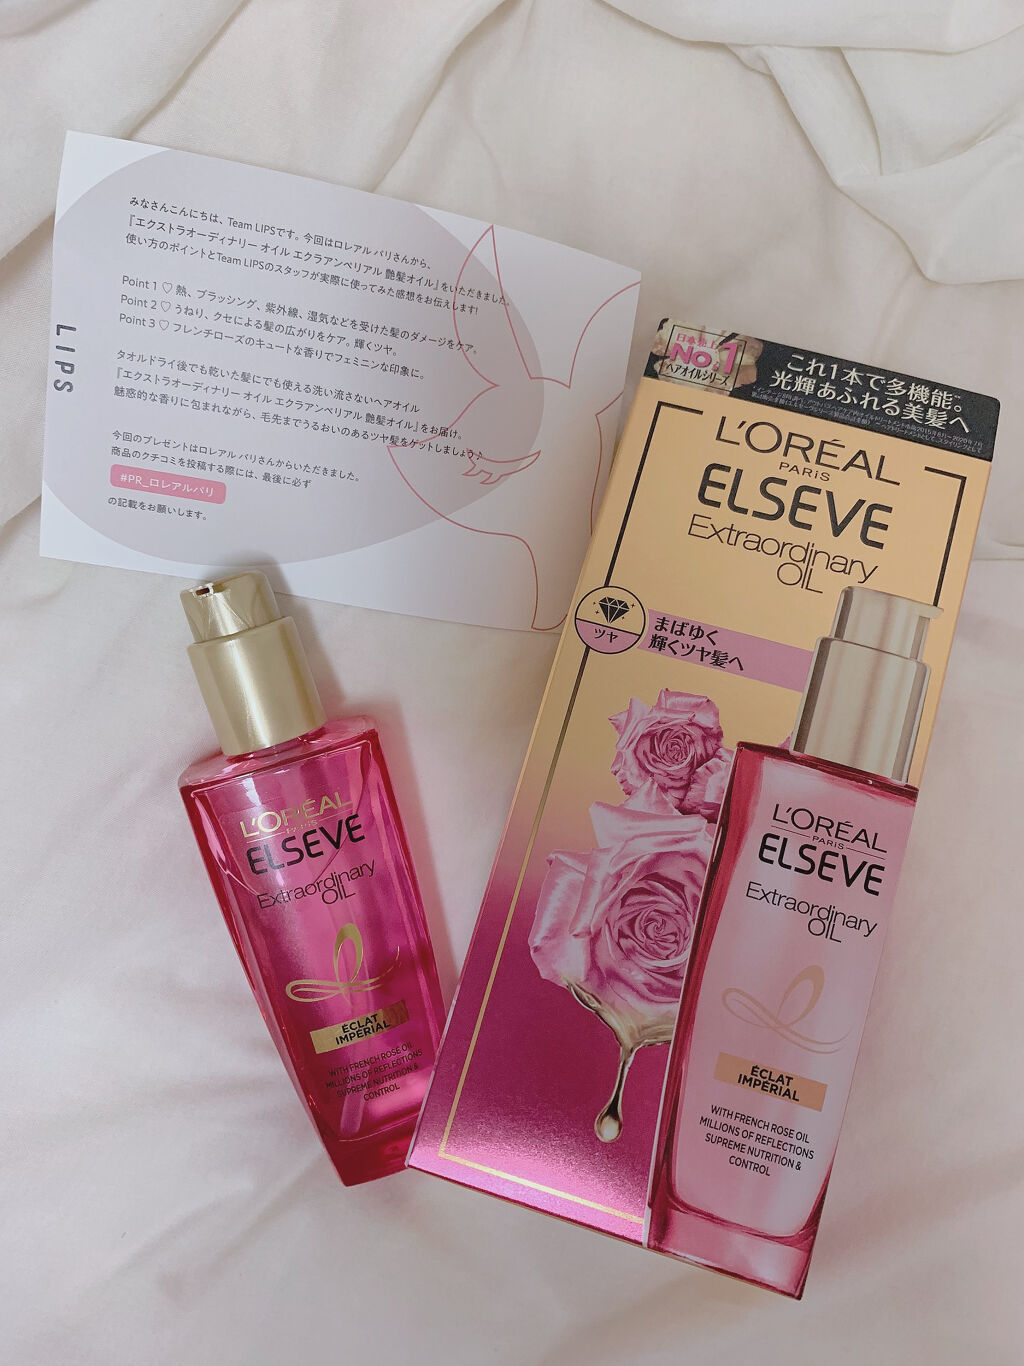 みなさんこんにちは、Team LIPSです。今回はロレアル パリさんから、
『エクストラオーディナリー オイル エクラアンペリアル 艶髪オイル』をいただきました。
使い方のポイントとTeam LIPSのスタッフが実際に使ってみた感想をお伝えします!
Point 1 ♡ 熱、ブラッシング、紫外線、湿気などを受けた髪のダメージをケア。
Point 2 ♡ うねり、クセによる髪の広がりをケア。輝くツヤ。
Point 3 ♡ フレンチローズのキュートな香りでフェミニンな印象に。
タオルドライ後でも乾いた髪にでも使える洗い流さないヘアオイル
『エクストラオーディナリー オイル エクラアンペリアル 艶髪オイル』をお届け。
魅惑的な香りに包まれながら、毛先までうるおいのあるツヤ髪をゲットしましょう♪
今回のプレゼントはロレアル パリさんからいただきました。
商品のクチコミを投稿する際には、最後に必ず
#PR_ロレアルパリ
の記載をお願いします。
LIPS
日本売上
No.1
ヘアオイルシリーズ
これ1本で多機能。
光輝あふれる美髪へ
L'ORÉAL
PARIS
ELSEVE
Extraordinary
OIL
ツヤ
まばゆく
輝くツヤ髪へ
L'ORÉAL
PARIS
ELSEVE
Extraordinary
OIL
ÉCLAT
IMPÉRIAL
WITH FRENCH ROSE OIL
MILLIONS OF REFLECTIONS
SUPREME NUTRITION &
CONTROL
L'ORÉAL
PARIS
ELSEVE
Extraordinary
OIL
ÉCLAT
IMPÉRIAL
WITH FRENCH ROSE OIL
MILLIONS OF REFLECTIONS
SUPREME NUTRITION &
CONTROL